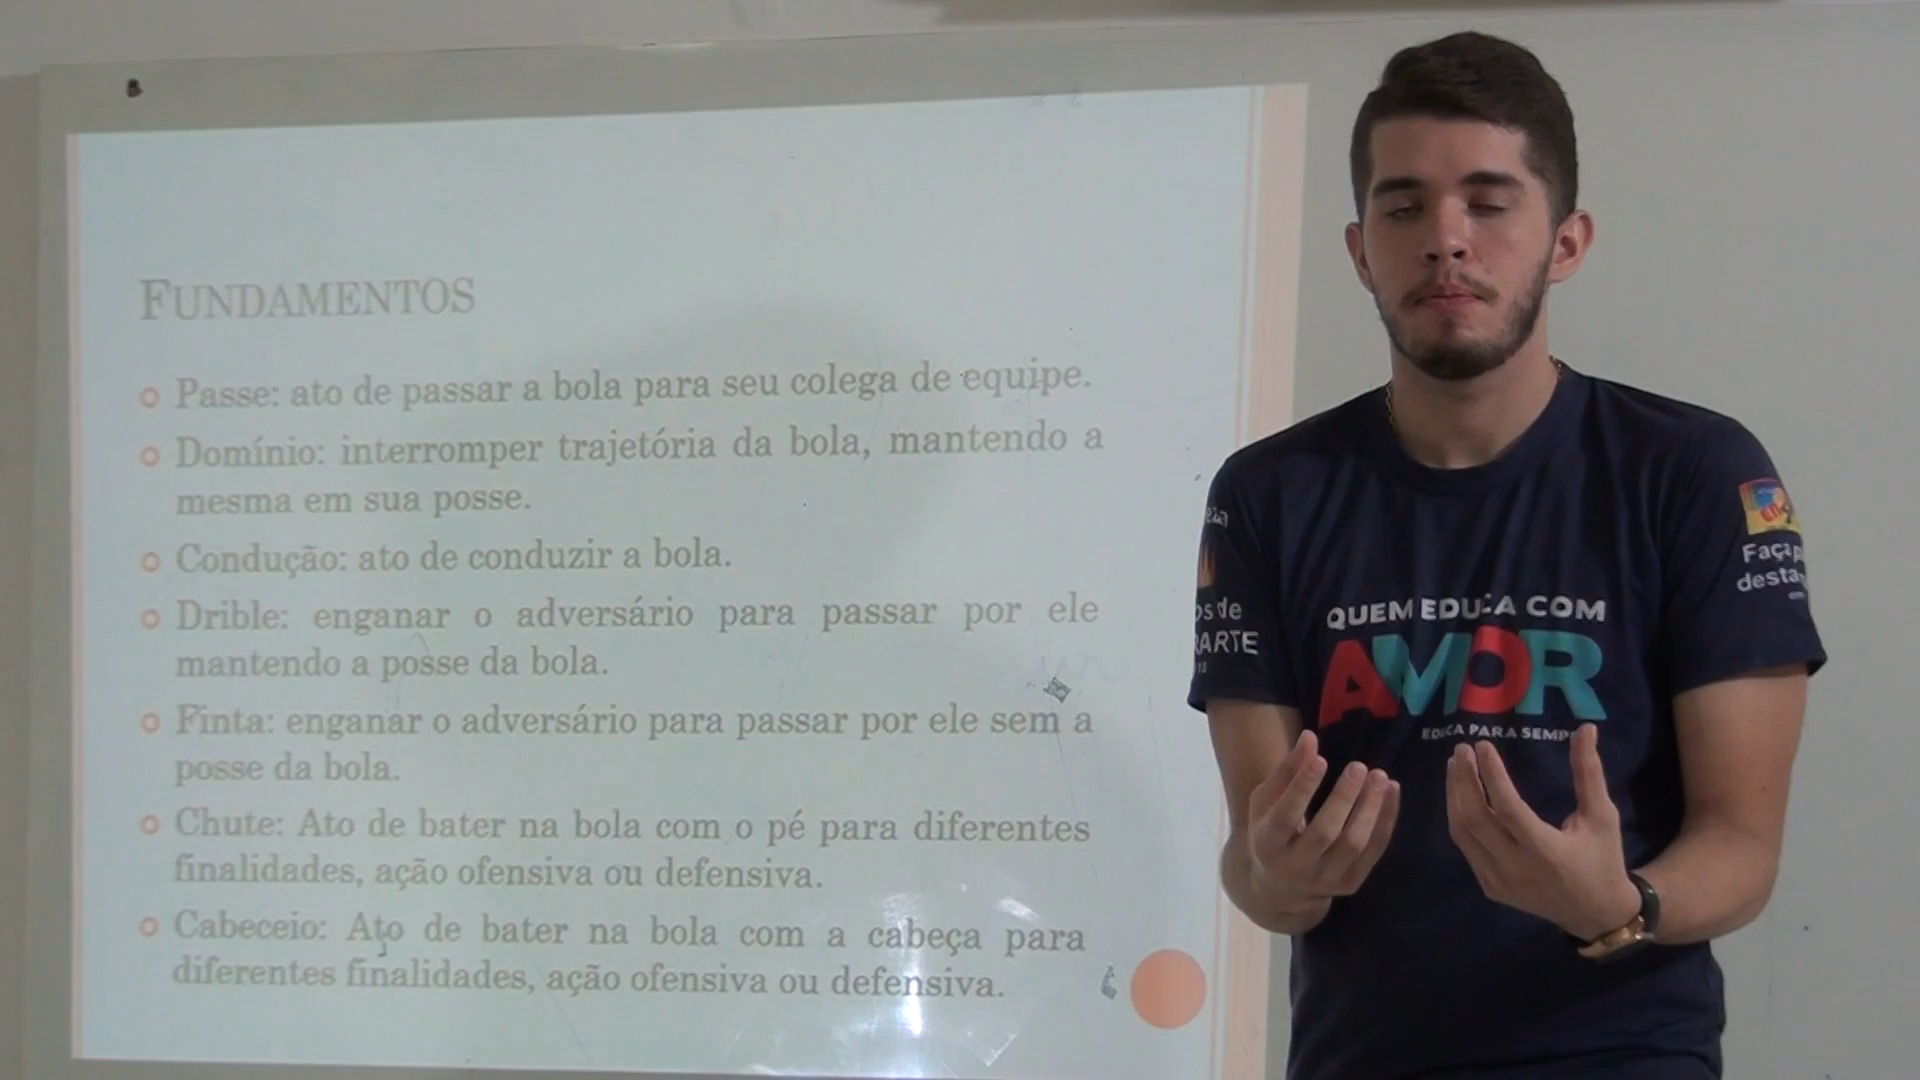 FUNDAMENTOS
Passe: ato de passar a bola para seu colega de equipe.
Domínio: interromper trajetória da bola, mantendo a
mesma em sua posse.
Condução: ato de conduzir a bola.
Drible: enganar o adversário para passar por ele
mantendo a posse da bola.
Finta: enganar o adversário para passar por ele sem a
posse da bola.
Chute: Ato de bater na bola com o pé para diferentes
finalidades, ação ofensiva ou defensiva.
Cabeceio: Ato de bater na bola com a cabeça para
diferentes finalidades, ação ofensiva ou defensiva.
QUEM EDUCA COM
AMOR
EDUCA PARA
de
Faça